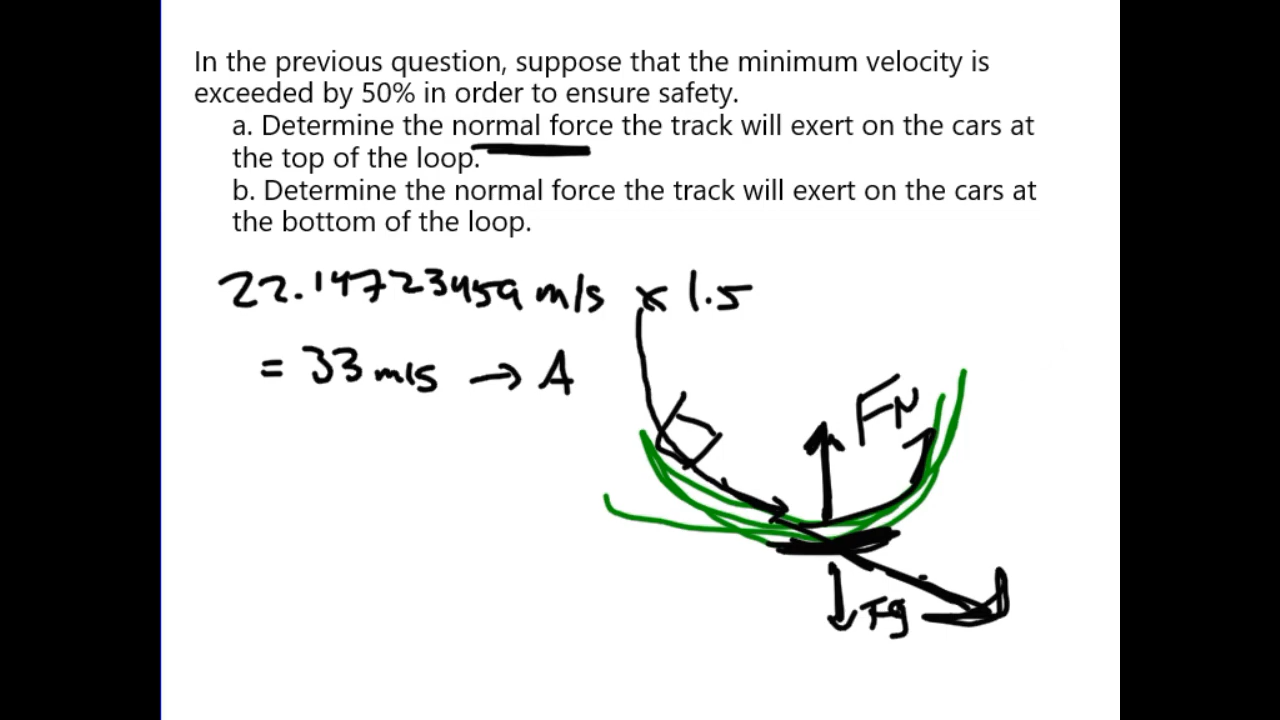 In the previous question, suppose that the minimum velocity is
exceeded by 50% in order to ensure safety.
a. Determine the normal force the track will exert on the cars at
the top of the loop.
b. Determine the normal force the track will exert on the cars at
the bottom of the loop.
22.14723459 m/s x 1.5
= 33 m/s → A
FN
Fg